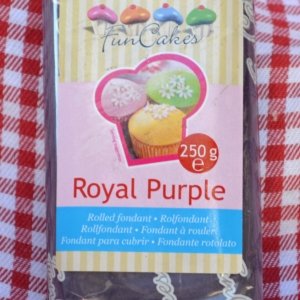 FunCakes
250 g
e
Royal Purple
Rolled fondant • Rolfondant
Rollfondant • Fondant à rouler
Fondant para cubrir • Fondante rotolato